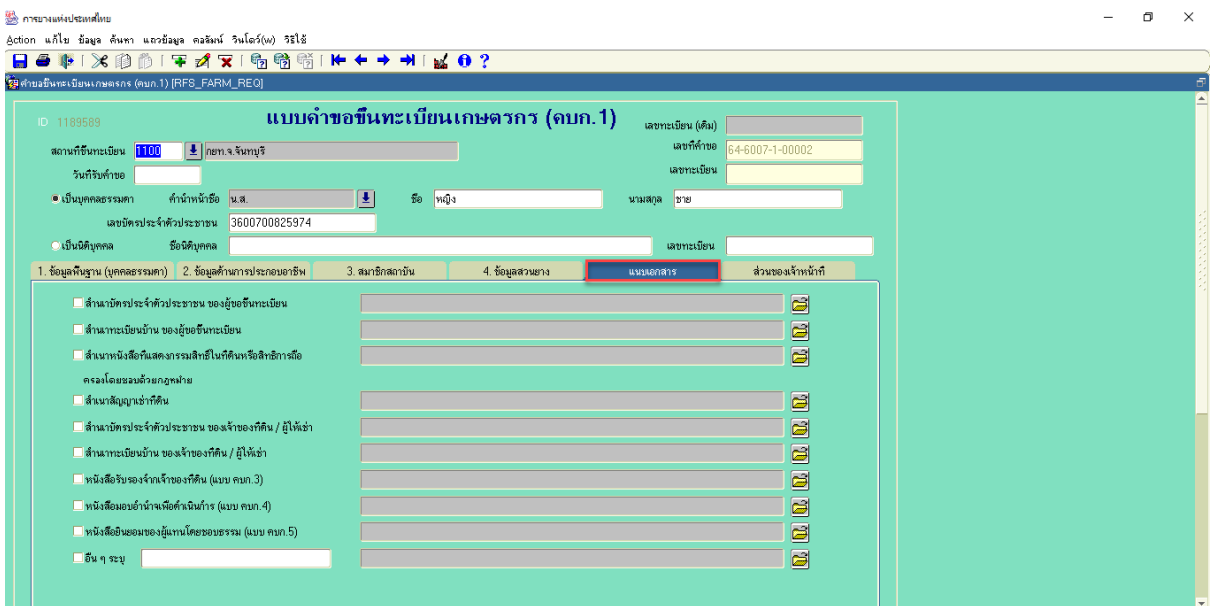 การยางแห่งประเทศไทย
Action แก้ไข ข้อมูล ค้นหา แถวข้อมูล คอลัมน์ วินโดว์(w) วิธีใช้
คำขอขึ้นทะเบียนเกษตรกร (คบก.1) [RFS_FARM_REQ]
ID 1189589 แบบคำขอขึ้นทะเบียนเกษตรกร (คบก.1) เลขทะเบียน (เดิม)
สถานที่ขึ้นทะเบียน 1100 กยท.จ.จันทบุรี เลขที่คำขอ 64-6007-1-00002
วันที่รับคำขอ เลขทะเบียน
เป็นบุคคลธรรมดา คำนำหน้าชื่อ น.ส. ชื่อ หญิง นามสกุล ชาย
เลขบัตรประจำตัวประชาชน 3600700825974
เป็นนิติบุคคล ชื่อนิติบุคคล เลขทะเบียน
1. ข้อมูลพื้นฐาน (บุคคลธรรมดา) 2. ข้อมูลด้านการประกอบอาชีพ 3. สมาชิกสถาบัน 4. ข้อมูลสวนยาง แนบเอกสาร ส่วนของเจ้าหน้าที่
สำเนาบัตรประจำตัวประชาชน ของผู้ขอขึ้นทะเบียน
สำเนาทะเบียนบ้าน ของผู้ขอขึ้นทะเบียน
สำเนาหนังสือที่แสดงกรรมสิทธิ์ในที่ดินหรือสิทธิการถือ
ครองโดยชอบด้วยกฎหมาย
สำเนาสัญญาเช่าที่ดิน
สำเนาบัตรประจำตัวประชาชน ของเจ้าของที่ดิน / ผู้ให้เช่า
สำเนาทะเบียนบ้าน ของเจ้าของที่ดิน / ผู้ให้เช่า
หนังสือรับรองจากเจ้าของที่ดิน (แบบ คบก.3)
หนังสือมอบอำนาจเพื่อดำเนินการ (แบบ คบก.4)
หนังสือยินยอมของผู้แทนโดยชอบธรรม (แบบ คบก.5)
อื่น ๆ ระบุ